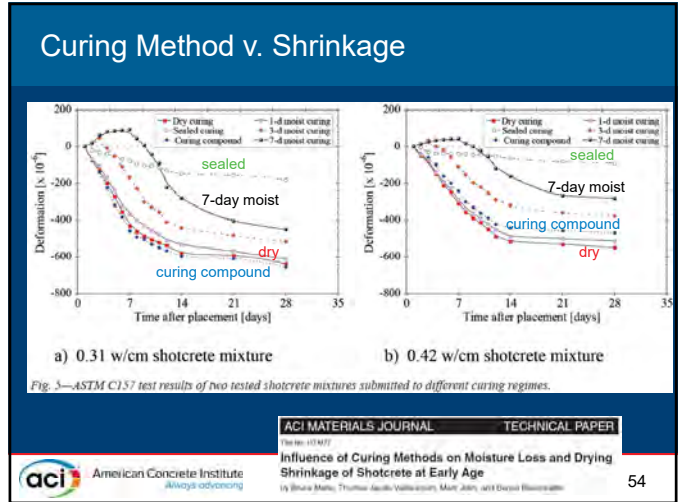 Curing Method v. Shrinkage
200
0
-200
-400
-600
-800
Deformation [x 10⁻⁶]
Dry curing
Sealed curing
Curing compound
1-d moist curing
3-d moist curing
7-d moist curing
sealed
7-day moist
dry
curing compound
0 7 14 21 28 35
Time after placement [days]
a) 0.31 w/cm shotcrete mixture
200
0
-200
-400
-600
-800
Deformation [x 10⁻⁶]
Dry curing
Sealed curing
Curing compound
1-d moist curing
3-d moist curing
7-d moist curing
sealed
7-day moist
curing compound
dry
0 7 14 21 28 35
Time after placement [days]
b) 0.42 w/cm shotcrete mixture
Fig. 5—ASTM C157 test results of two tested shotcrete mixtures submitted to different curing regimes.
ACI MATERIALS JOURNAL TECHNICAL PAPER
Influence of Curing Methods on Moisture Loss and Drying
Shrinkage of Shotcrete at Early Age
aci American Concrete Institute
Always advancing
54